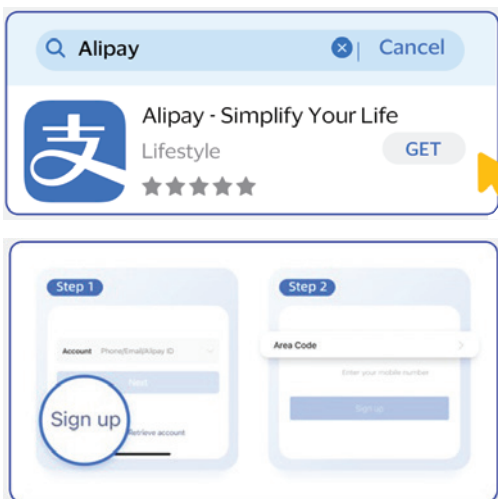 Alipay
Cancel
支
Alipay - Simplify Your Life
Lifestyle
GET
Step 1
Account Phone/Email/Alipay ID
Next
Sign up
Retrieve account
Step 2
Area Code
Enter your mobile number
Sign up